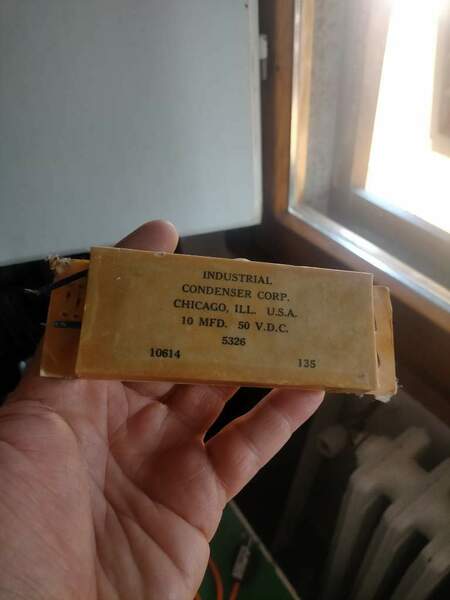 INDUSTRIAL
CONDENSER CORP.
CHICAGO, ILL. U.S.A.
10 MFD. 50 V.D.C.
5326
10614 135